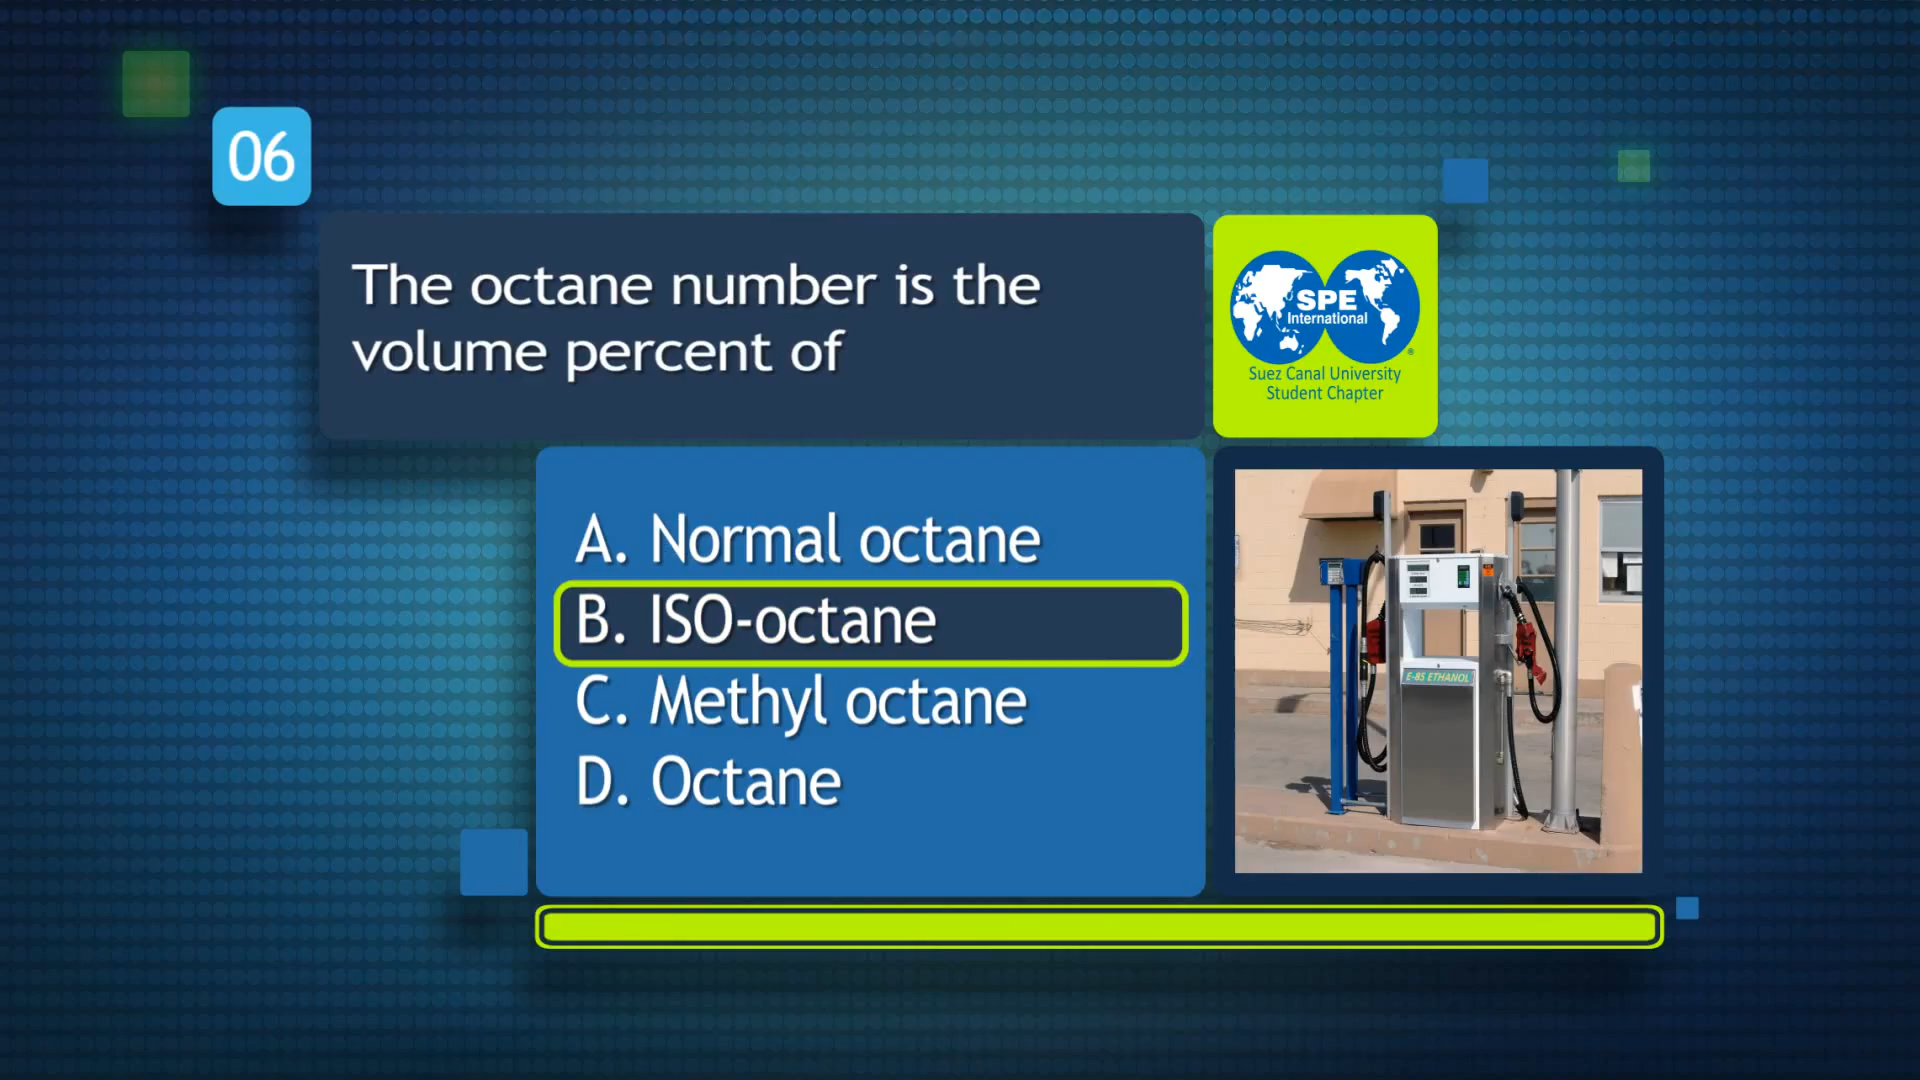 06
The octane number is the
volume percent of
SPE
International
®
Suez Canal University
Student Chapter
A. Normal octane
B. ISO-octane
C. Methyl octane
D. Octane
E-85 ETHANOL